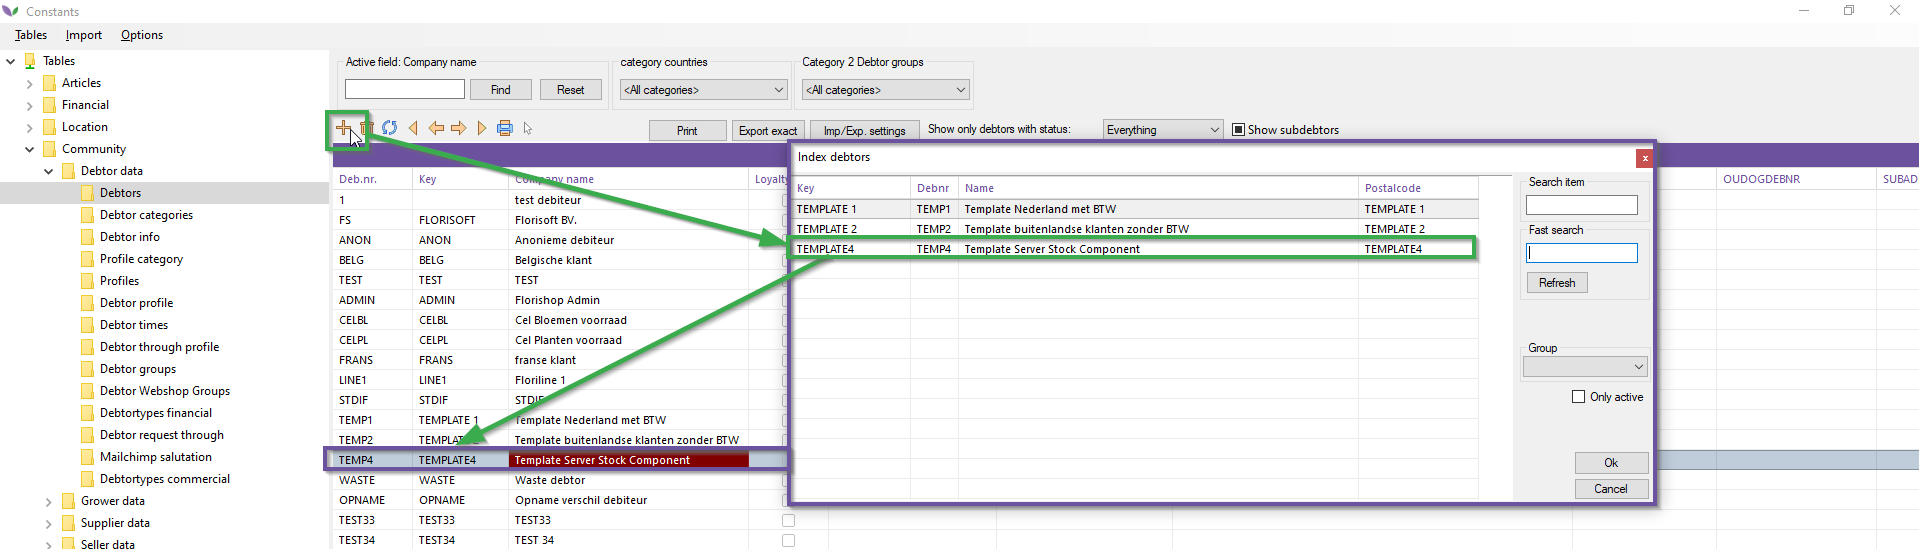 Constants
Tables Import Options
Tables
Articles
Financial
Location
Community
Debtor data
Debtors
Debtor categories
Debtor info
Profile category
Profiles
Debtor profile
Debtor times
Debtor through profile
Debtor groups
Debtor Webshop Groups
Debtortypes financial
Debtor request through
Mailchimp salutation
Debtortypes commercial
Grower data
Supplier data
Seller data
Active field: Company name
Find Reset
category countries
<All categories>
Category 2 Debtor groups
<All categories>
Print Export exact Imp/Exp. settings Show only debtors with status: Everything Show subdebtors
Deb.nr. Key Company name Loyalty OUDOGDEBNR SUBAD
1 test debiteur
FS FLORISOFT Florisoft BV.
ANON ANON Anonieme debiteur
BELG BELG Belgische klant
TEST TEST TEST
ADMIN ADMIN Florishop Admin
CELBL CELBL Cel Bloemen voorraad
CELPL CELPL Cel Planten voorraad
FRANS FRANS franse klant
LINE1 LINE1 Floriline 1
STDIF STDIF STDIF
TEMP1 TEMPLATE 1 Template Nederland met BTW
TEMP2 Template buitenlandse klanten zonder BTW
TEMP4 TEMPLATE4 Template Server Stock Component
WASTE WASTE Waste debtor
OPNAME OPNAME Opname verschil debiteur
TEST33 TEST33 TEST33
TEST34 TEST34 TEST 34
Index debtors
x
Key Debnr Name Postalcode
TEMPLATE 1 TEMP1 Template Nederland met BTW TEMPLATE 1
TEMPLATE 2 TEMP2 Template buitenlandse klanten zonder BTW TEMPLATE 2
TEMPLATE4 TEMP4 Template Server Stock Component TEMPLATE4
Search item
Fast search
Refresh
Group
Only active
Ok
Cancel